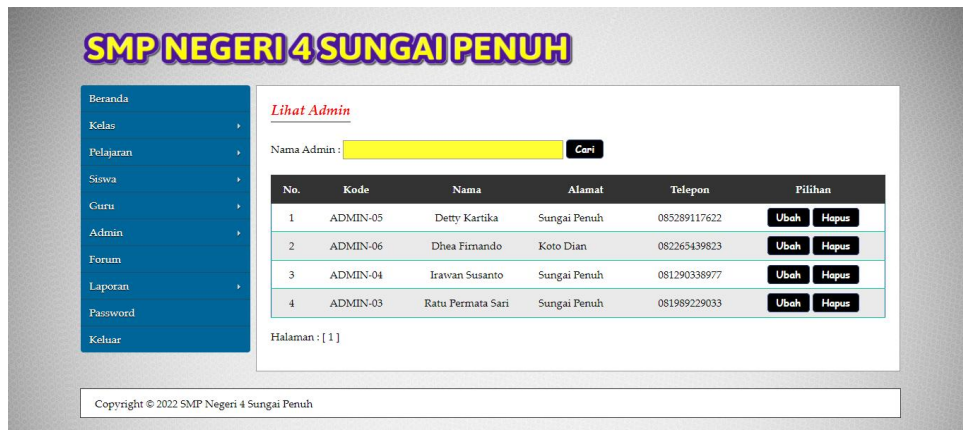 SMP NEGERI 4 SUNGAI PENUH
Beranda
Kelas
Pelajaran
Siswa
Guru
Admin
Forum
Laporan
Password
Keluar
Lihat Admin
Nama Admin : Cari
No. Kode Nama Alamat Telepon Pilihan
1 ADMIN-05 Detty Kartika Sungai Penuh 085289117622 Ubah Hapus
2 ADMIN-06 Dhea Firnando Koto Dian 082265439823 Ubah Hapus
3 ADMIN-04 Irawan Susanto Sungai Penuh 081290338977 Ubah Hapus
4 ADMIN-03 Ratu Permata Sari Sungai Penuh 081989229033 Ubah Hapus
Halaman : [ 1 ]
Copyright © 2022 SMP Negeri 4 Sungai Penuh